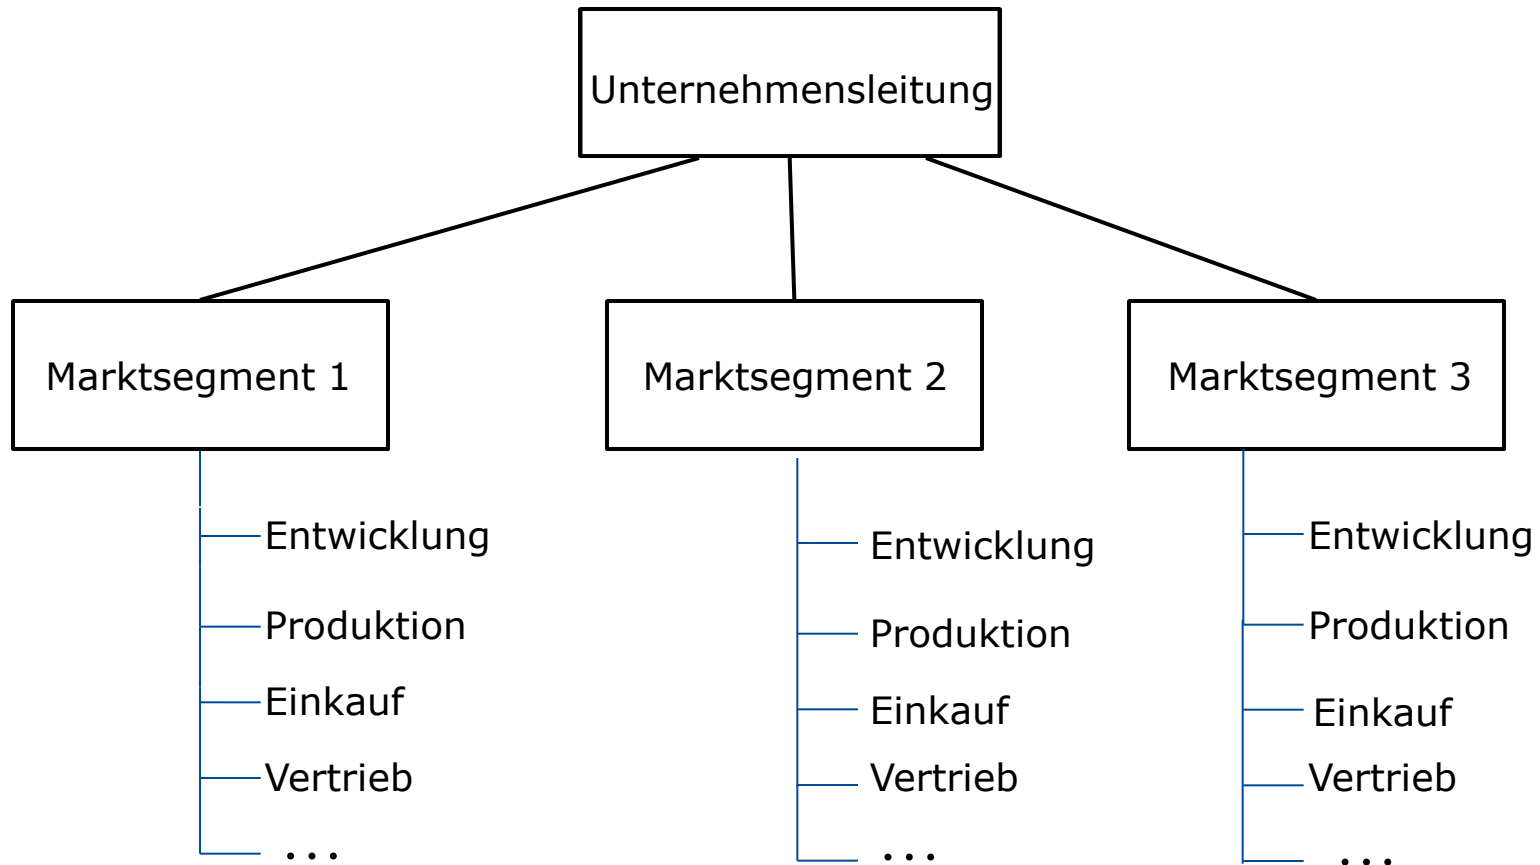 Unternehmensleitung
Marktsegment 1
Marktsegment 2
Marktsegment 3
Entwicklung
Produktion
Einkauf
Vertrieb
...
Entwicklung
Produktion
Einkauf
Vertrieb
...
Entwicklung
Produktion
Einkauf
Vertrieb
...